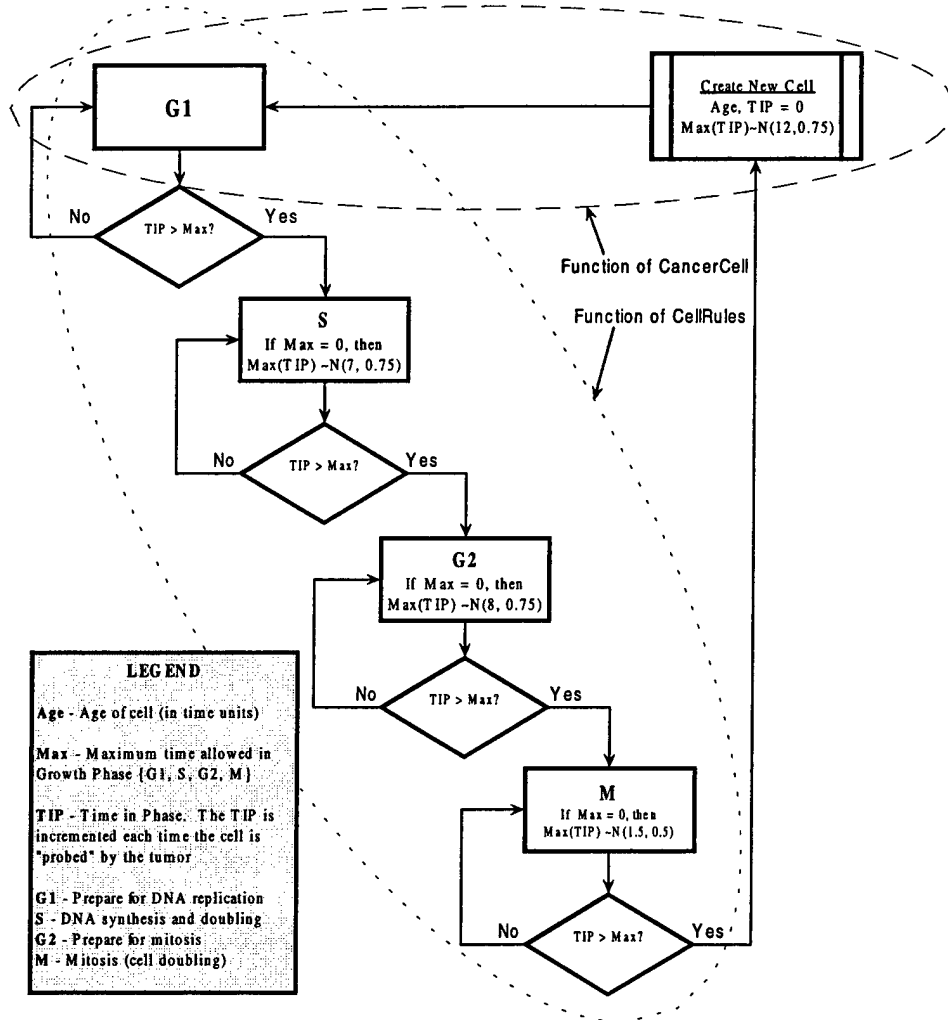 G1
Create New Cell
Age, TIP = 0
Max(TIP)~N(12,0.75)
No
Yes
TIP > Max?
Function of CancerCell
Function of CellRules
S
If Max = 0, then
Max(TIP) ~N(7, 0.75)
No
TIP > Max?
Yes
G2
If Max = 0, then
Max(TIP) ~N(8, 0.75)
No
TIP > Max?
Yes
M
If Max = 0, then
Max(TIP) ~N(1.5, 0.5)
No
TIP > Max?
Yes
LEGEND
Age - Age of cell (in time units)
Max - Maximum time allowed in
Growth Phase {G1, S, G2, M}
TIP - Time in Phase. The TIP is
incremented each time the cell is
"probed" by the tumor
G1 - Prepare for DNA replication
S - DNA synthesis and doubling
G2 - Prepare for mitosis
M - Mitosis (cell doubling)